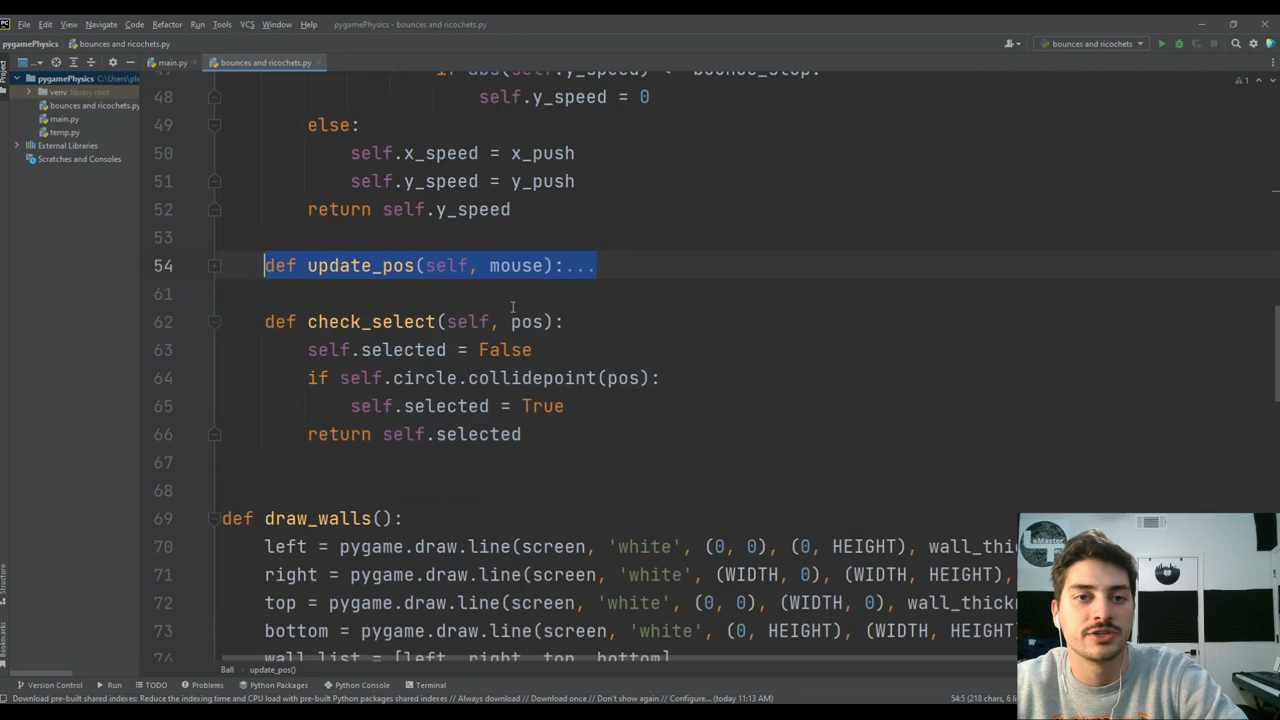 PC File Edit View Navigate Code Refactor Run Tools VCS Window Help pygamePhysics - bounces and ricochets.py
pygamePhysics bounces and ricochets.py bounces and ricochets
main.py bounces and ricochets.py
Project
pygamePhysics C:\Users\ple
venv library root
bounces and ricochets.py
main.py
temp.py
External Libraries
Scratches and Consoles
1
47 if abs(self.y_speed) < bounce_stop:
48 self.y_speed = 0
49 else:
50 self.x_speed = x_push
51 self.y_speed = y_push
52 return self.y_speed
53
54 def update_pos(self, mouse):...
61
62 def check_select(self, pos):
63 self.selected = False
64 if self.circle.collidepoint(pos):
65 self.selected = True
66 return self.selected
67
68
69 def draw_walls():
70 left = pygame.draw.line(screen, 'white', (0, 0), (0, HEIGHT), wall_thic
71 right = pygame.draw.line(screen, 'white', (WIDTH, 0), (WIDTH, HEIGHT),
72 top = pygame.draw.line(screen, 'white', (0, 0), (WIDTH, 0), wall_thickn
73 bottom = pygame.draw.line(screen, 'white', (0, HEIGHT), (WIDTH, HEIGHT)
74 wall_list = [left, right, top, bottom]
Structure
Bookmarks
eMaster
Ball update_pos()
Version Control Run TODO Problems Python Packages Python Console Terminal
Download pre-built shared indexes: Reduce the indexing time and CPU load with pre-built Python packages shared indexes // Always download // Download once // Don't show again // Configure... (today 11:13 AM) 54:5 (218 chars, 6 li